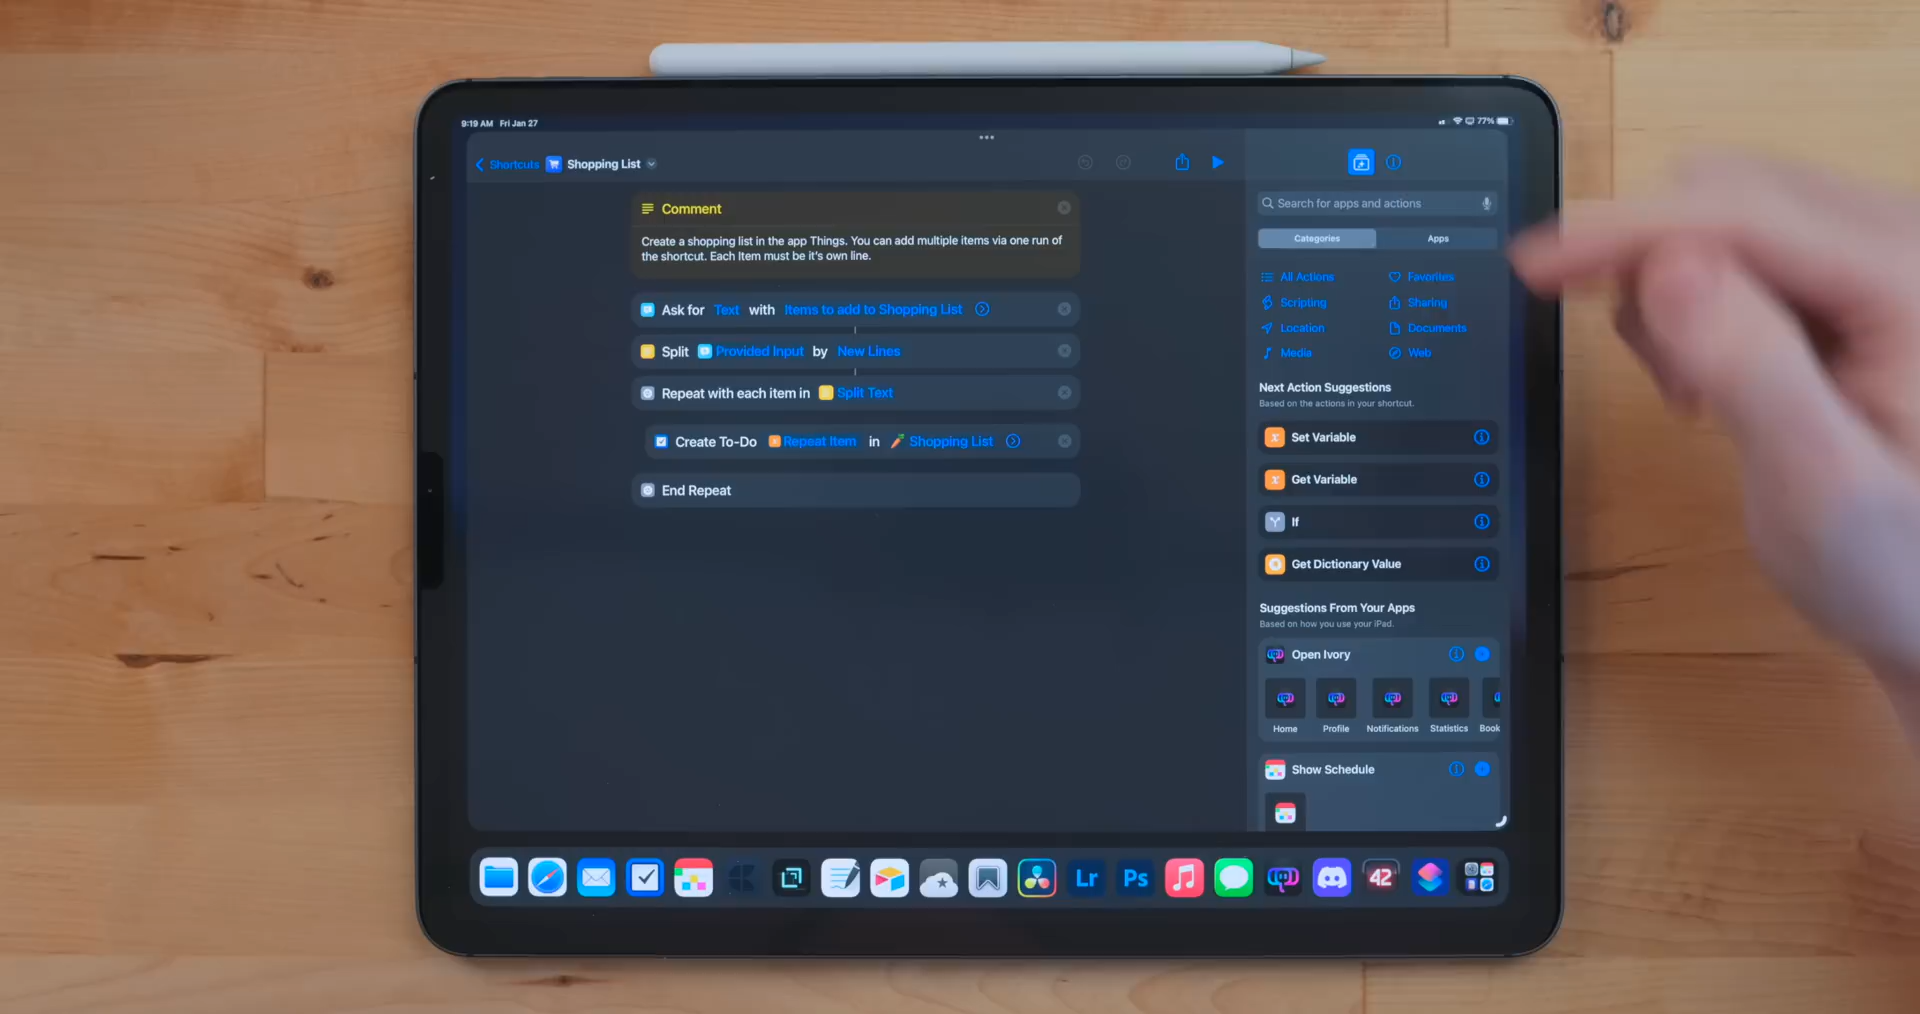 9:19 AM Fri Jan 27
77%
Shortcuts Shopping List
Comment
Create a shopping list in the app Things. You can add multiple items via one run of
the shortcut. Each Item must be it's own line.
Ask for Text with Items to add to Shopping List
Split Provided Input by New Lines
Repeat with each item in Split Text
Create To-Do Repeat Item in Shopping List
End Repeat
Search for apps and actions
Categories Apps
All Actions Favorites
Scripting Sharing
Location Documents
Media Web
Next Action Suggestions
Based on the actions in your shortcut.
Set Variable
Get Variable
If
Get Dictionary Value
Suggestions From Your Apps
Based on how you use your iPad.
Open Ivory
Home Profile Notifications Statistics Book
Show Schedule
Lr Ps 42